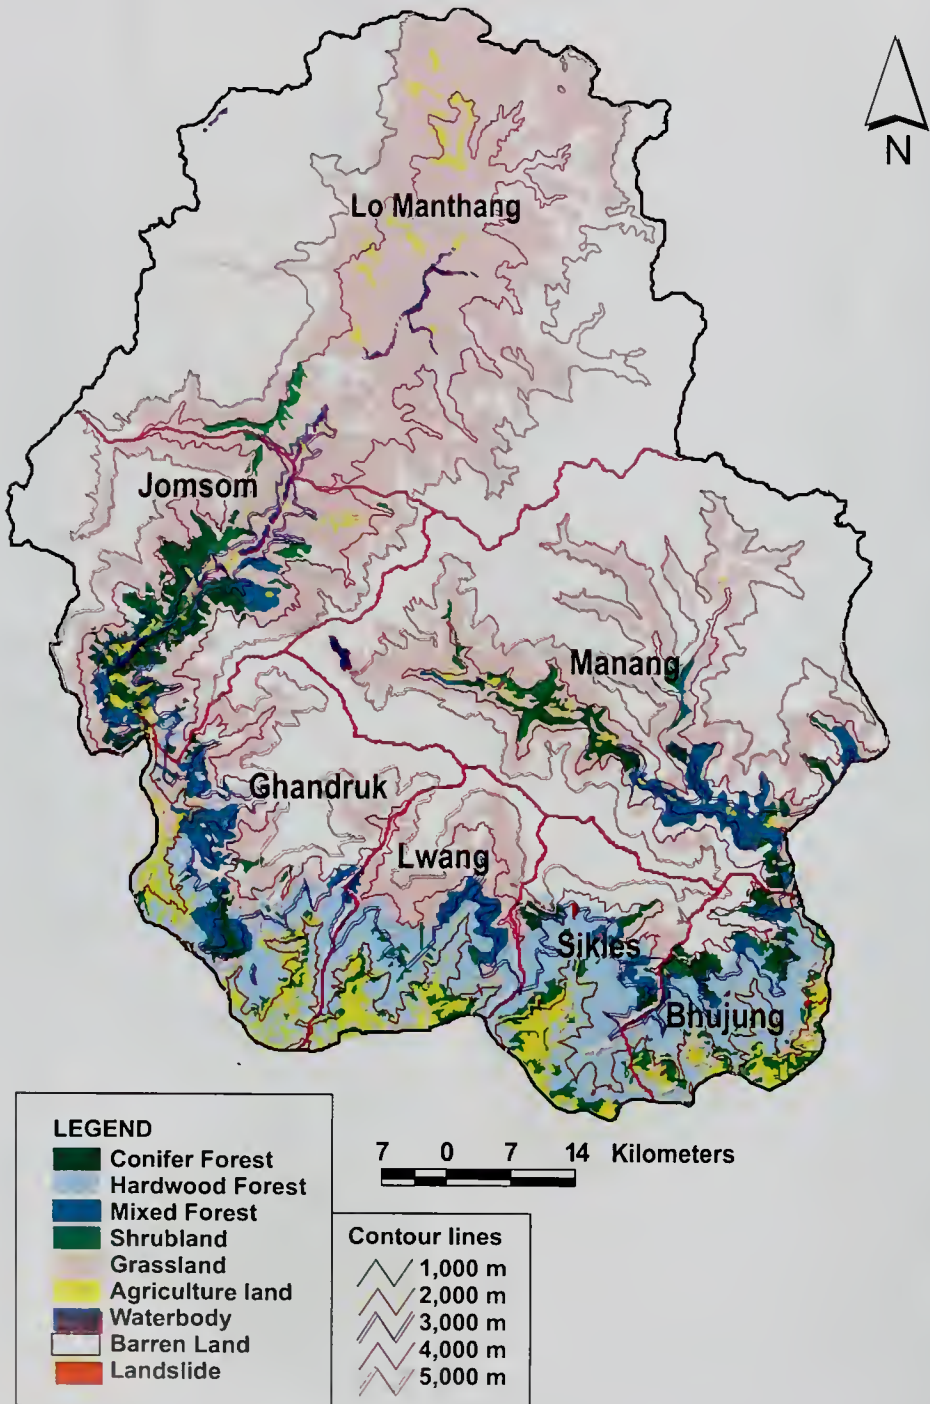 N
Lo Manthang
Jomsom
Manang
Ghandruk
Lwang
Sikles
Bhujung
LEGEND
Conifer Forest
Hardwood Forest
Mixed Forest
Shrubland
Grassland
Agriculture land
Waterbody
Barren Land
Landslide
7 0 7 14 Kilometers
Contour lines
1,000 m
2,000 m
3,000 m
4,000 m
5,000 m